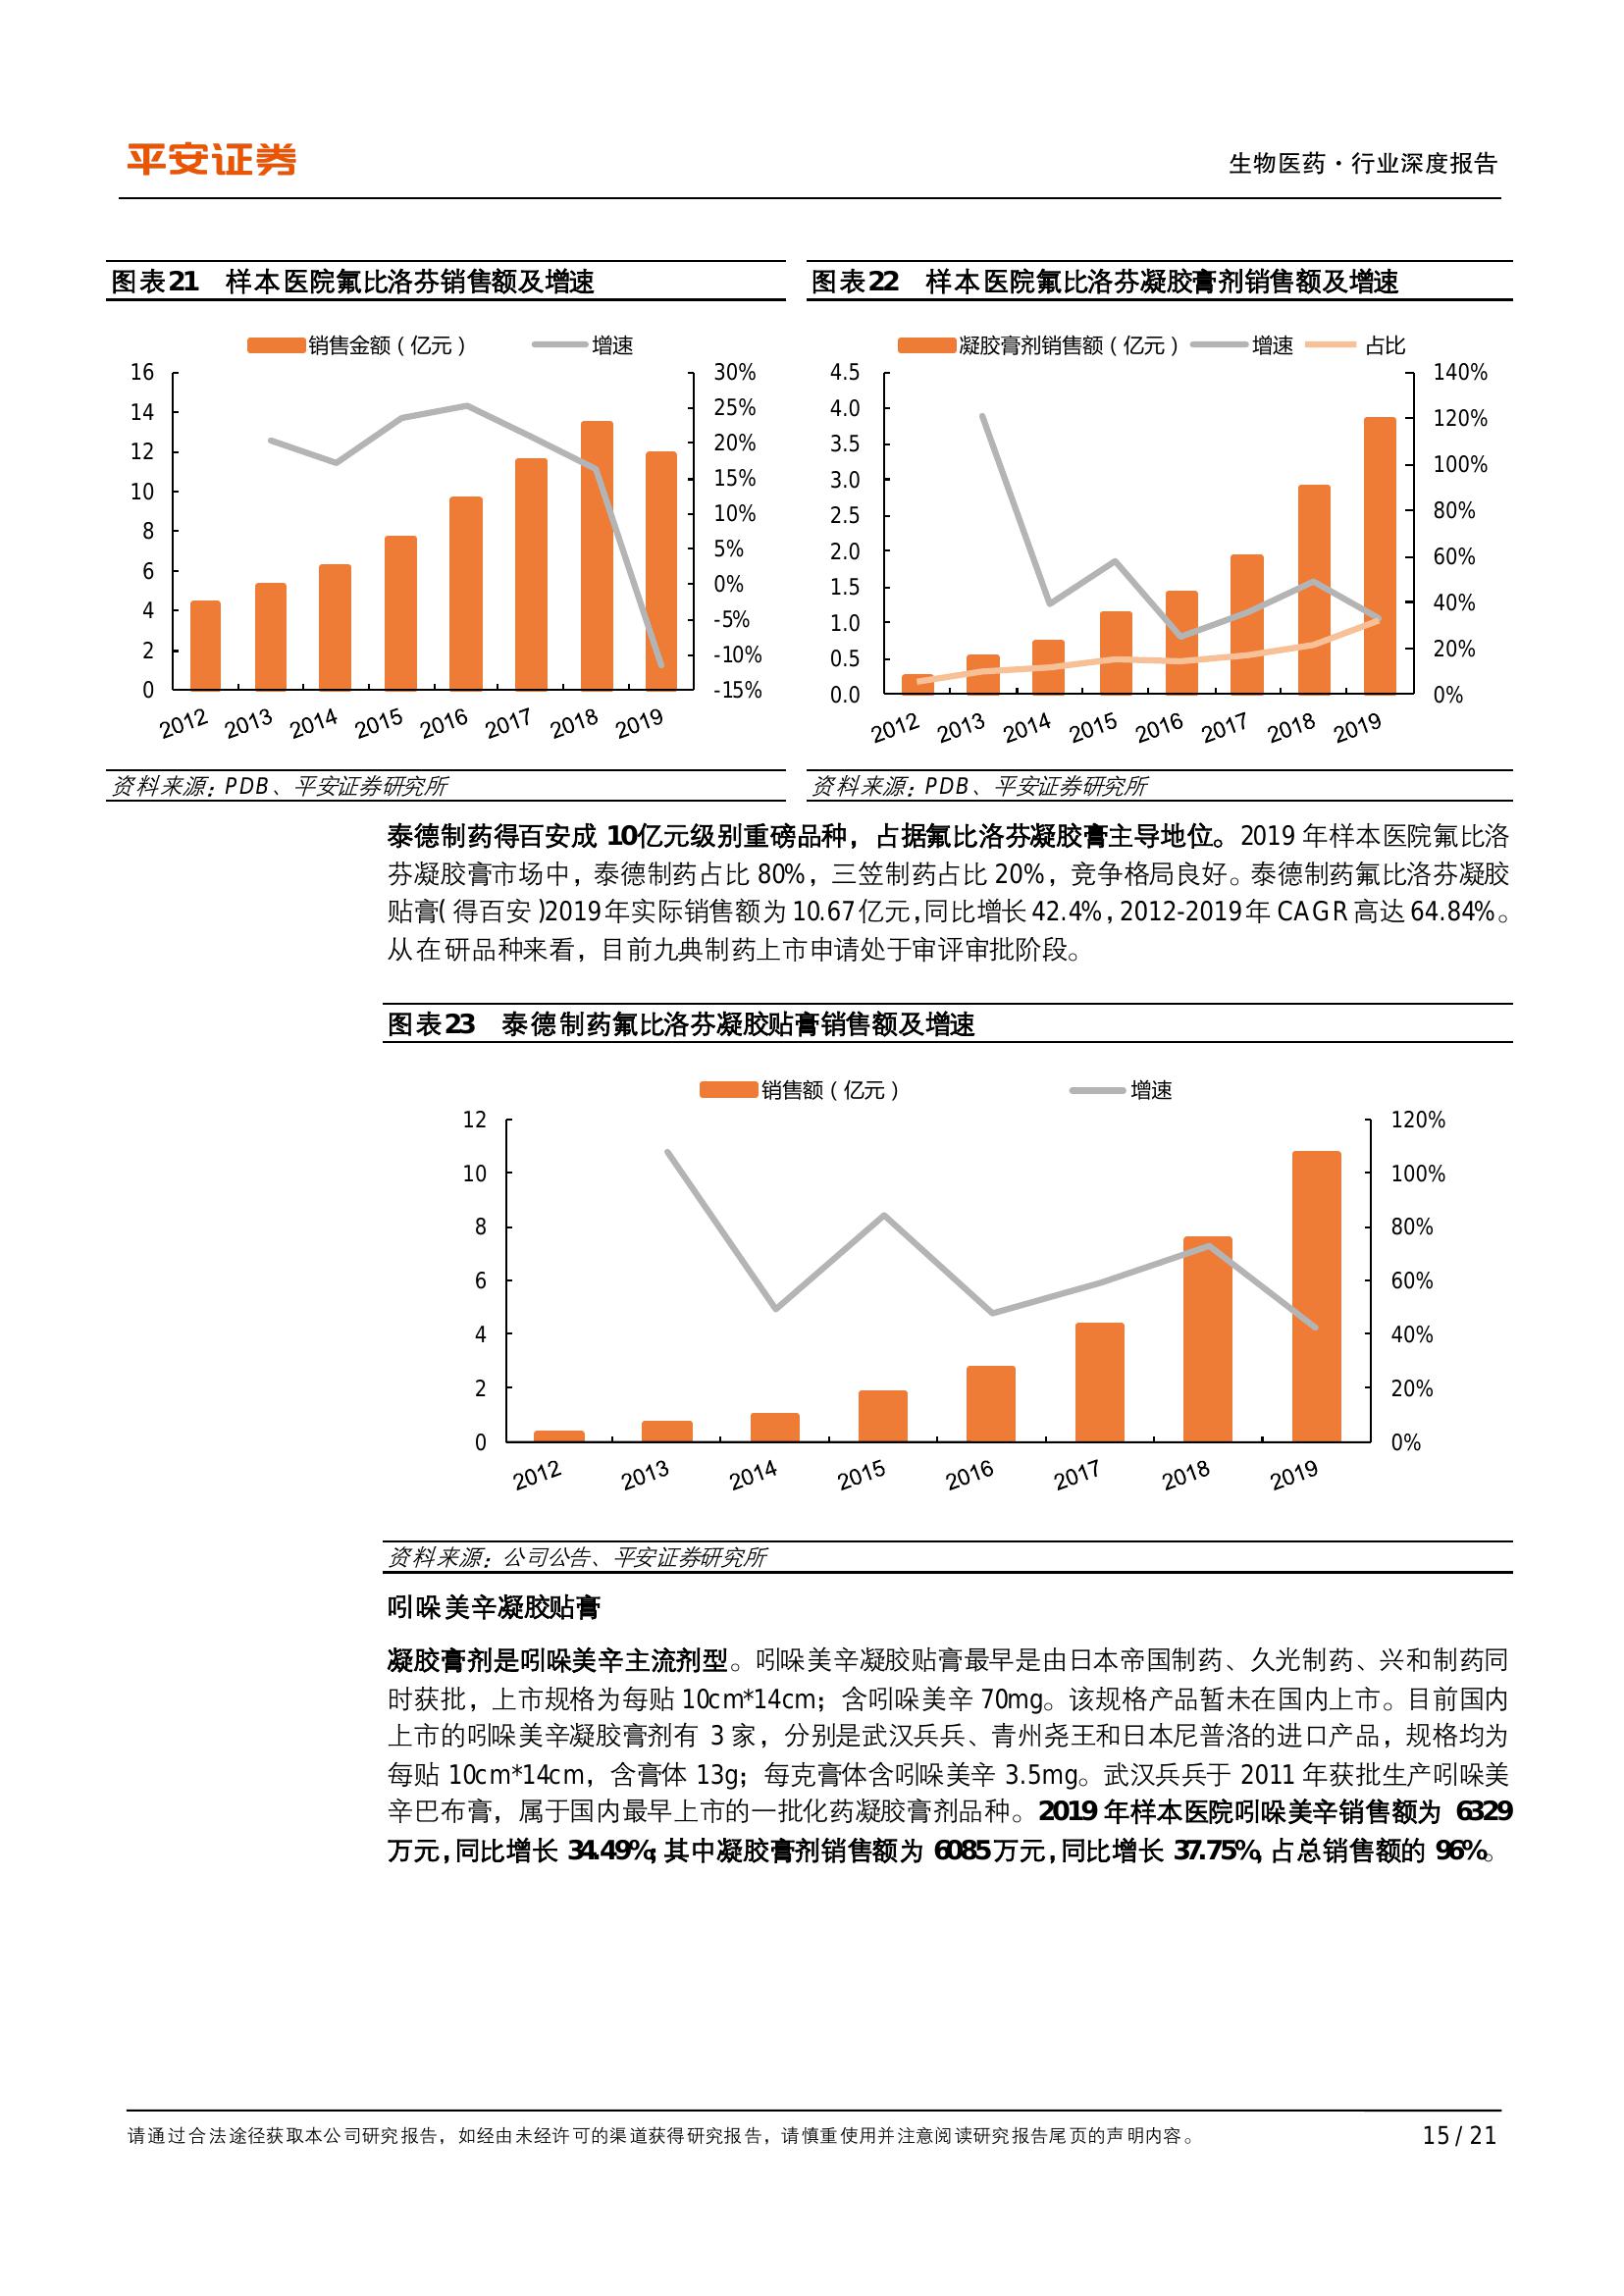 平安证券
生物医药·行业深度报告
图表21 样本医院氟比洛芬销售额及增速
销售金额(亿元) 增速
16
14
12
10
8
6
4
2
0
30%
25%
20%
15%
10%
5%
0%
-5%
-10%
-15%
2012 2013 2014 2015 2016 2017 2018 2019
资料来源:PDB、平安证券研究所
图表22 样本医院氟比洛芬凝胶膏剂销售额及增速
凝胶膏剂销售额(亿元) 增速 占比
4.5
4.0
3.5
3.0
2.5
2.0
1.5
1.0
0.5
0.0
140%
120%
100%
80%
60%
40%
20%
0%
2012 2013 2014 2015 2016 2017 2018 2019
资料来源:PDB、平安证券研究所
泰德制药得百安成 10亿元级别重磅品种，占据氟比洛芬凝胶膏主导地位。2019 年样本医院氟比洛
芬凝胶膏市场中，泰德制药占比 80%，三笠制药占比 20%，竞争格局良好。泰德制药氟比洛芬凝胶
贴膏(得百安)2019年实际销售额为10.67亿元,同比增长42.4%,2012-2019年CAGR高达64.84%。
从在研品种来看，目前九典制药上市申请处于审评审批阶段。
图表23 泰德制药氟比洛芬凝胶贴膏销售额及增速
销售额(亿元) 增速
12
10
8
6
4
2
0
120%
100%
80%
60%
40%
20%
0%
2012 2013 2014 2015 2016 2017 2018 2019
资料来源:公司公告、平安证券研究所
吲哚美辛凝胶贴膏
凝胶膏剂是吲哚美辛主流剂型。吲哚美辛凝胶贴膏最早是由日本帝国制药、久光制药、兴和制药同
时获批，上市规格为每贴 10cm*14cm；含吲哚美辛 70mg。该规格产品暂未在国内上市。目前国内
上市的吲哚美辛凝胶膏剂有 3 家，分别是武汉兵兵、青州尧王和日本尼普洛的进口产品，规格均为
每贴 10cm*14cm，含膏体 13g；每克膏体含吲哚美辛 3.5mg。武汉兵兵于 2011 年获批生产吲哚美
辛巴布膏，属于国内最早上市的一批化药凝胶膏剂品种。2019 年样本医院吲哚美辛销售额为 6329
万元,同比增长 34.49%;其中凝胶膏剂销售额为 6085万元,同比增长 37.75%,占总销售额的 96%。
请通过合法途径获取本公司研究报告，如经由未经许可的渠道获得研究报告，请慎重使用并注意阅读研究报告尾页的声明内容。
15 / 21